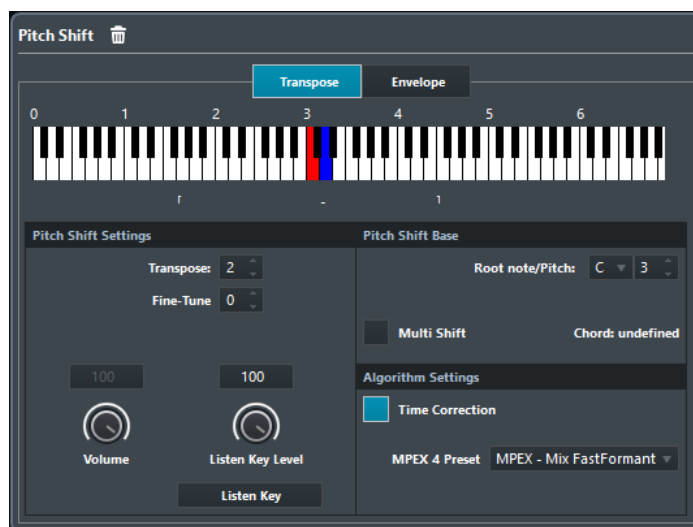 Pitch Shift
Transpose Envelope
0 1 2 3 4 5 6
Pitch Shift Settings Pitch Shift Base
Transpose: 2 Root note/Pitch: C 3
Fine-Tune 0
Multi Shift Chord: undefined
100 100 Algorithm Settings
Time Correction
Volume Listen Key Level MPEX 4 Preset MPEX - Mix FastFormant
Listen Key